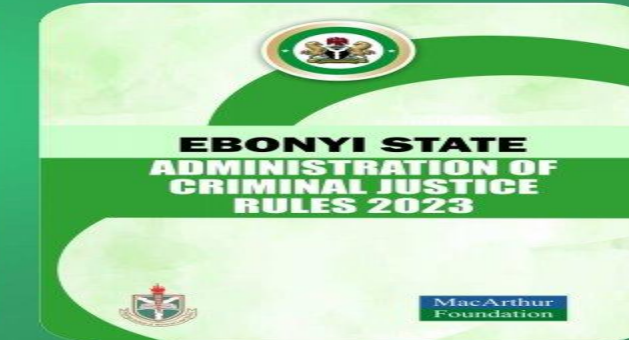 EBONYI STATE
ADMINISTRATION OF
CRIMINAL JUSTICE
RULES 2023
MacArthur
Foundation